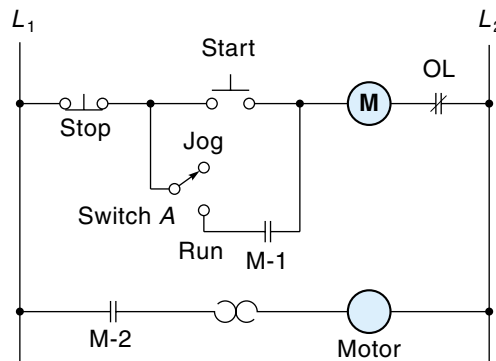 L1
L2
Start
OL
M
Stop
Jog
Switch A
Run
M-1
M-2
Motor